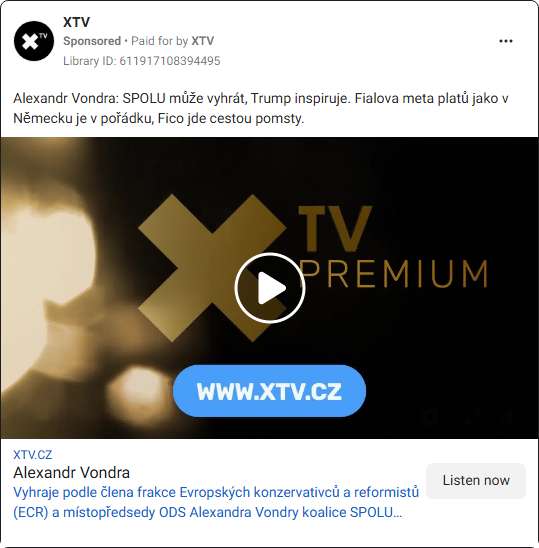 XTV
Sponsored • Paid for by XTV
Library ID: 611917108394495
Alexandr Vondra: SPOLU může vyhrát, Trump inspiruje. Fialova meta platů jako v
Německu je v pořádku, Fico jde cestou pomsty.
TV
PREMIUM
WWW.XTV.CZ
XTV.CZ
Alexandr Vondra
Vyhraje podle člena frakce Evropských konzervativců a reformistů
(ECR) a místopředsedy ODS Alexandra Vondry koalice SPOLU...
Listen now